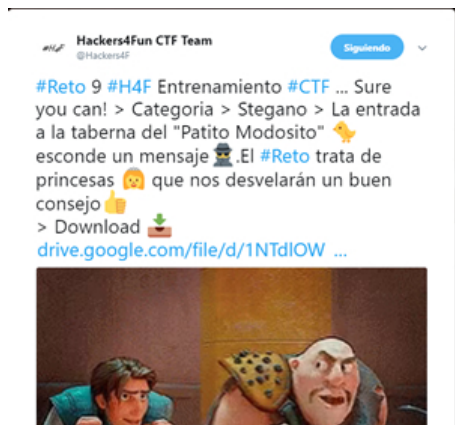 #H4F
Hackers4Fun CTF Team
@Hackers4F
Siguiendo
#Reto 9 #H4F Entrenamiento #CTF ... Sure
you can! > Categoria > Stegano > La entrada
a la taberna del "Patito Modosito" 🐤
esconde un mensaje 🕵.El #Reto trata de
princesas 👸 que nos desvelarán un buen
consejo👍
> Download 📥
drive.google.com/file/d/1NTdlOW ...